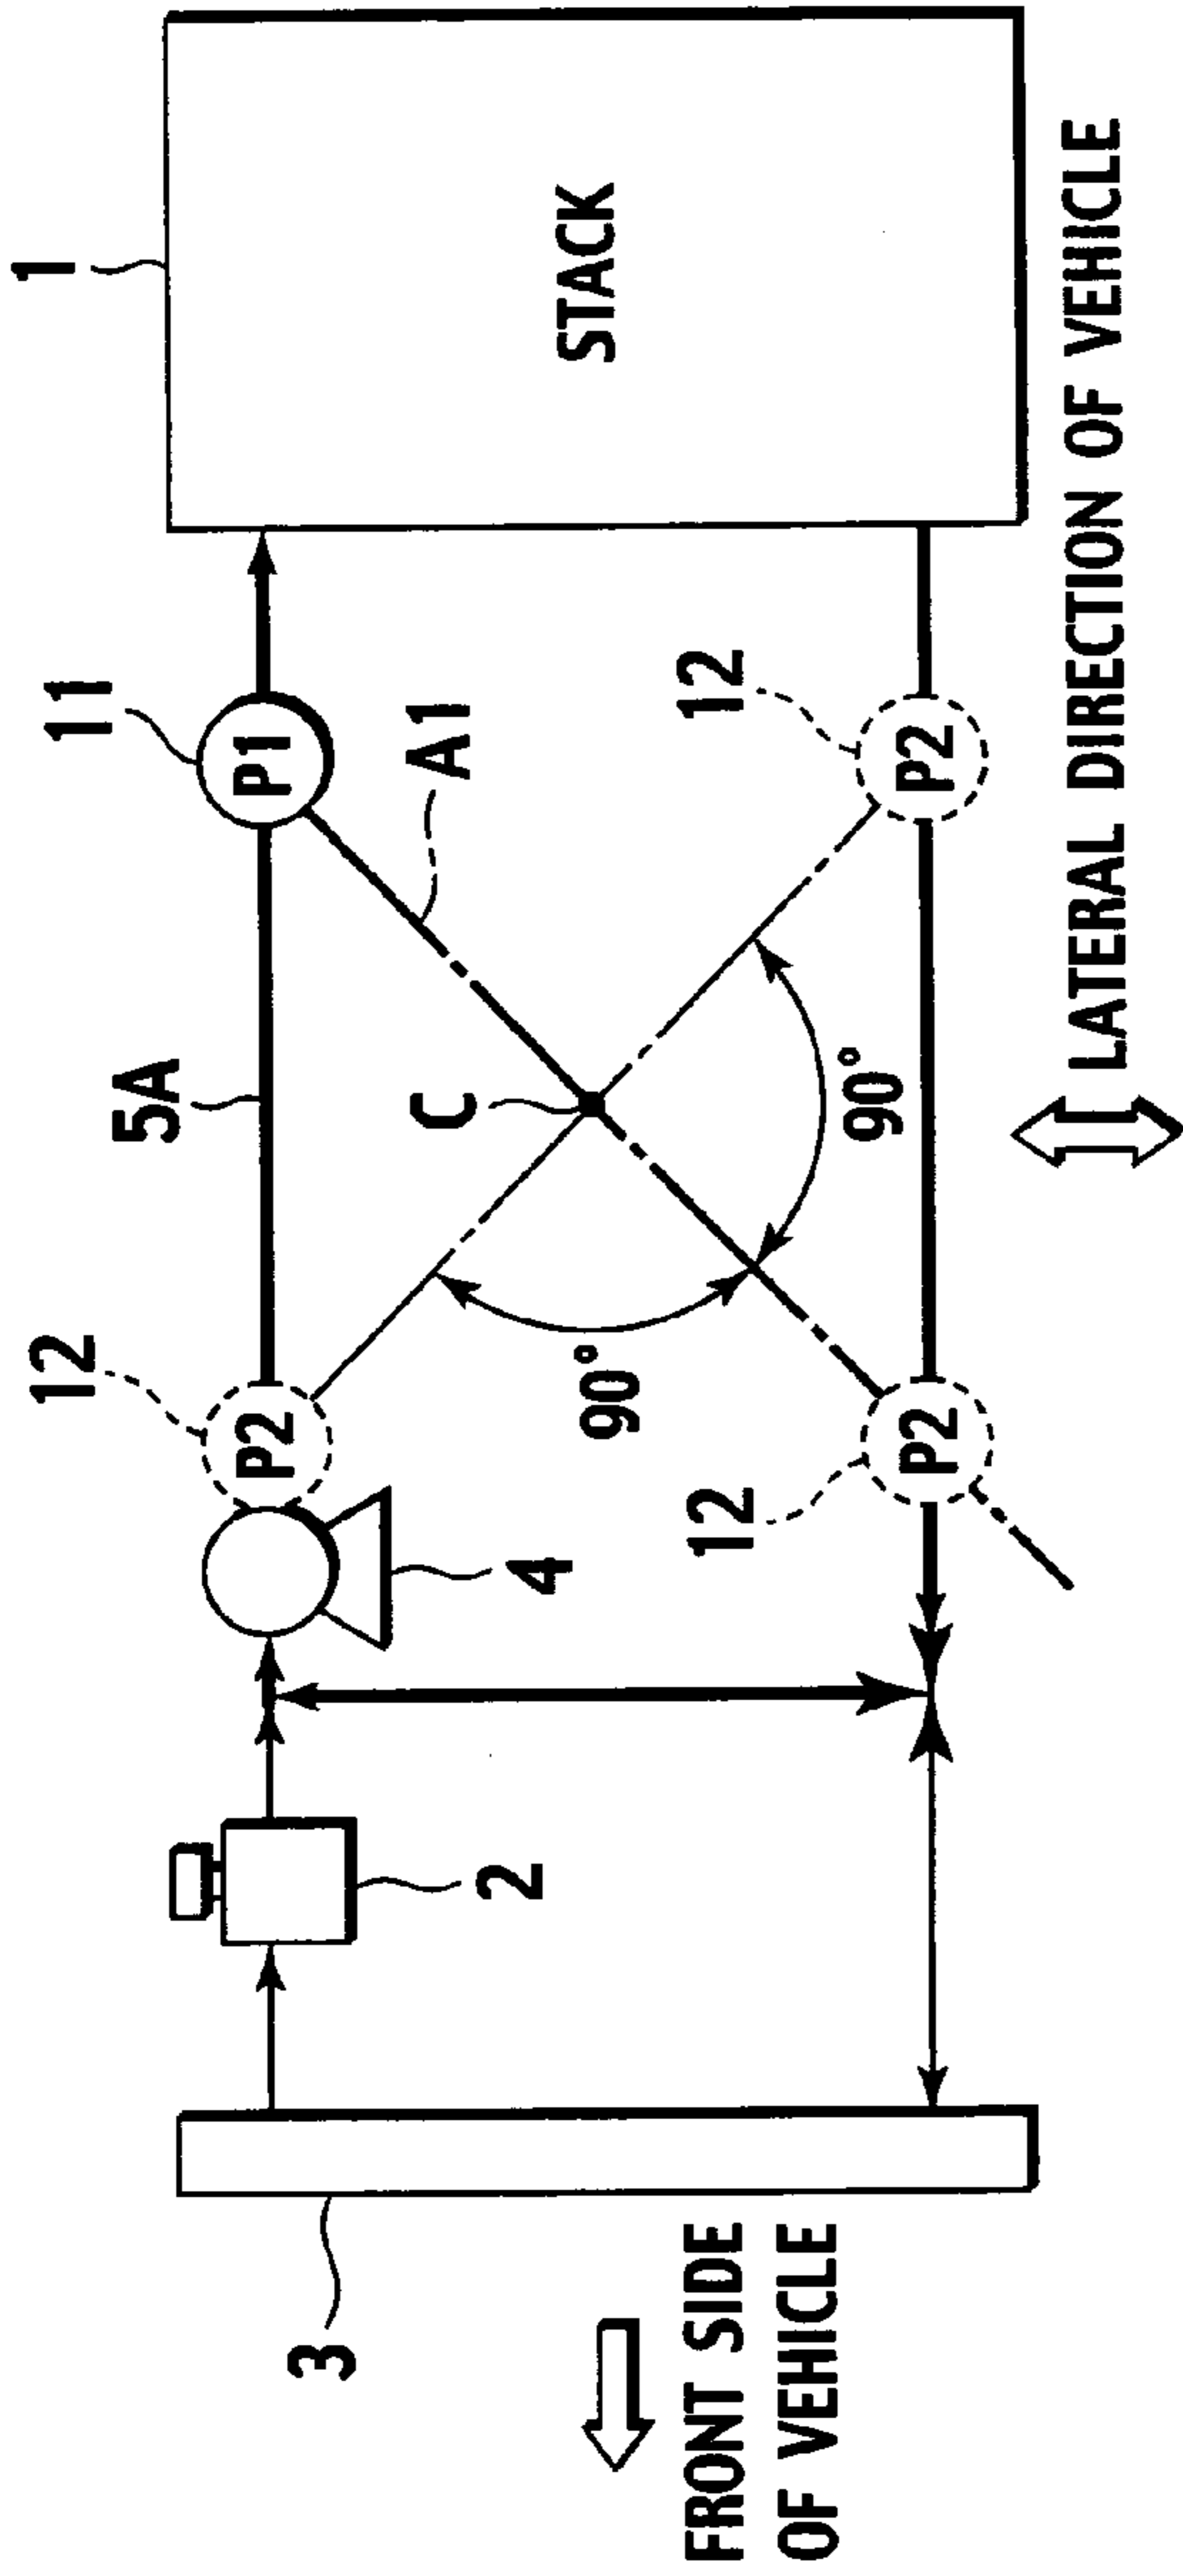 1
STACK
11
P1
A1
12
P2
5A
C
90°
90°
12
P2
12
P2
4
2
3
LATERAL DIRECTION OF VEHICLE
FRONT SIDE
OF VEHICLE